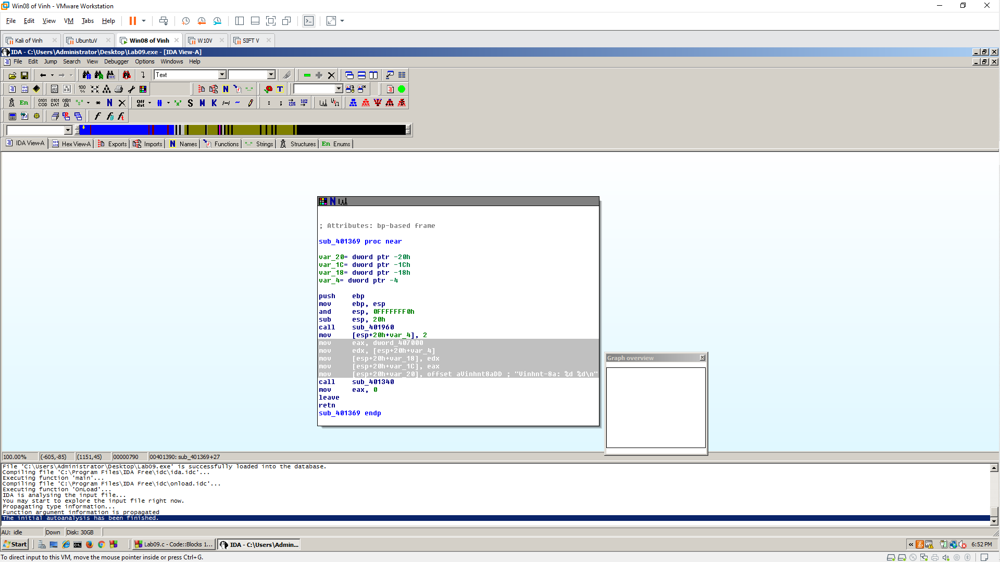 Win08 of Vinh - VMware Workstation
File Edit View VM Tabs Help
Kali of Vinh UbuntuV Win08 of Vinh W10V SIFT V
IDA - C:\Users\Administrator\Desktop\Lab09.exe - [IDA View-A]
File Edit Jump Search View Debugger Options Windows Help
Text
IDA View-A Hex View-A Exports Imports N Names Functions Strings Structures En Enums
; Attributes: bp-based frame
sub_401369 proc near
var_20= dword ptr -20h
var_1C= dword ptr -1Ch
var_18= dword ptr -18h
var_4= dword ptr -4
push ebp
mov ebp, esp
and esp, 0FFFFFFF0h
sub esp, 20h
call sub_401960
mov [esp+20h+var_4], 2
mov eax, dword_407000
mov edx, [esp+20h+var_4]
mov [esp+20h+var_18], edx
mov [esp+20h+var_1C], eax
mov [esp+20h+var_20], offset aVinhnt8aDD ; "Vinhnt-8a: %d %d\n"
call sub_401340
mov eax, 0
leave
retn
sub_401369 endp
Graph overview
100.00% (-605,-85) (1151,45) 00000790 00401390: sub_401369+27
File 'C:\Users\Administrator\Desktop\Lab09.exe' is successfully loaded into the database.
Compiling file 'C:\Program Files\IDA Free\idc\ida.idc'...
Executing function 'main'...
Compiling file 'C:\Program Files\IDA Free\idc\onload.idc'...
Executing function 'OnLoad'...
IDA is analysing the input file...
You may start to explore the input file right now.
Propagating type information...
Function argument information is propagated
The initial autoanalysis has been finished.
AU: idle Down Disk: 30GB
Start Lab09.c - Code::Blocks 1... IDA - C:\Users\Admin... « 6:52 PM
To direct input to this VM, move the mouse pointer inside or press Ctrl+G.